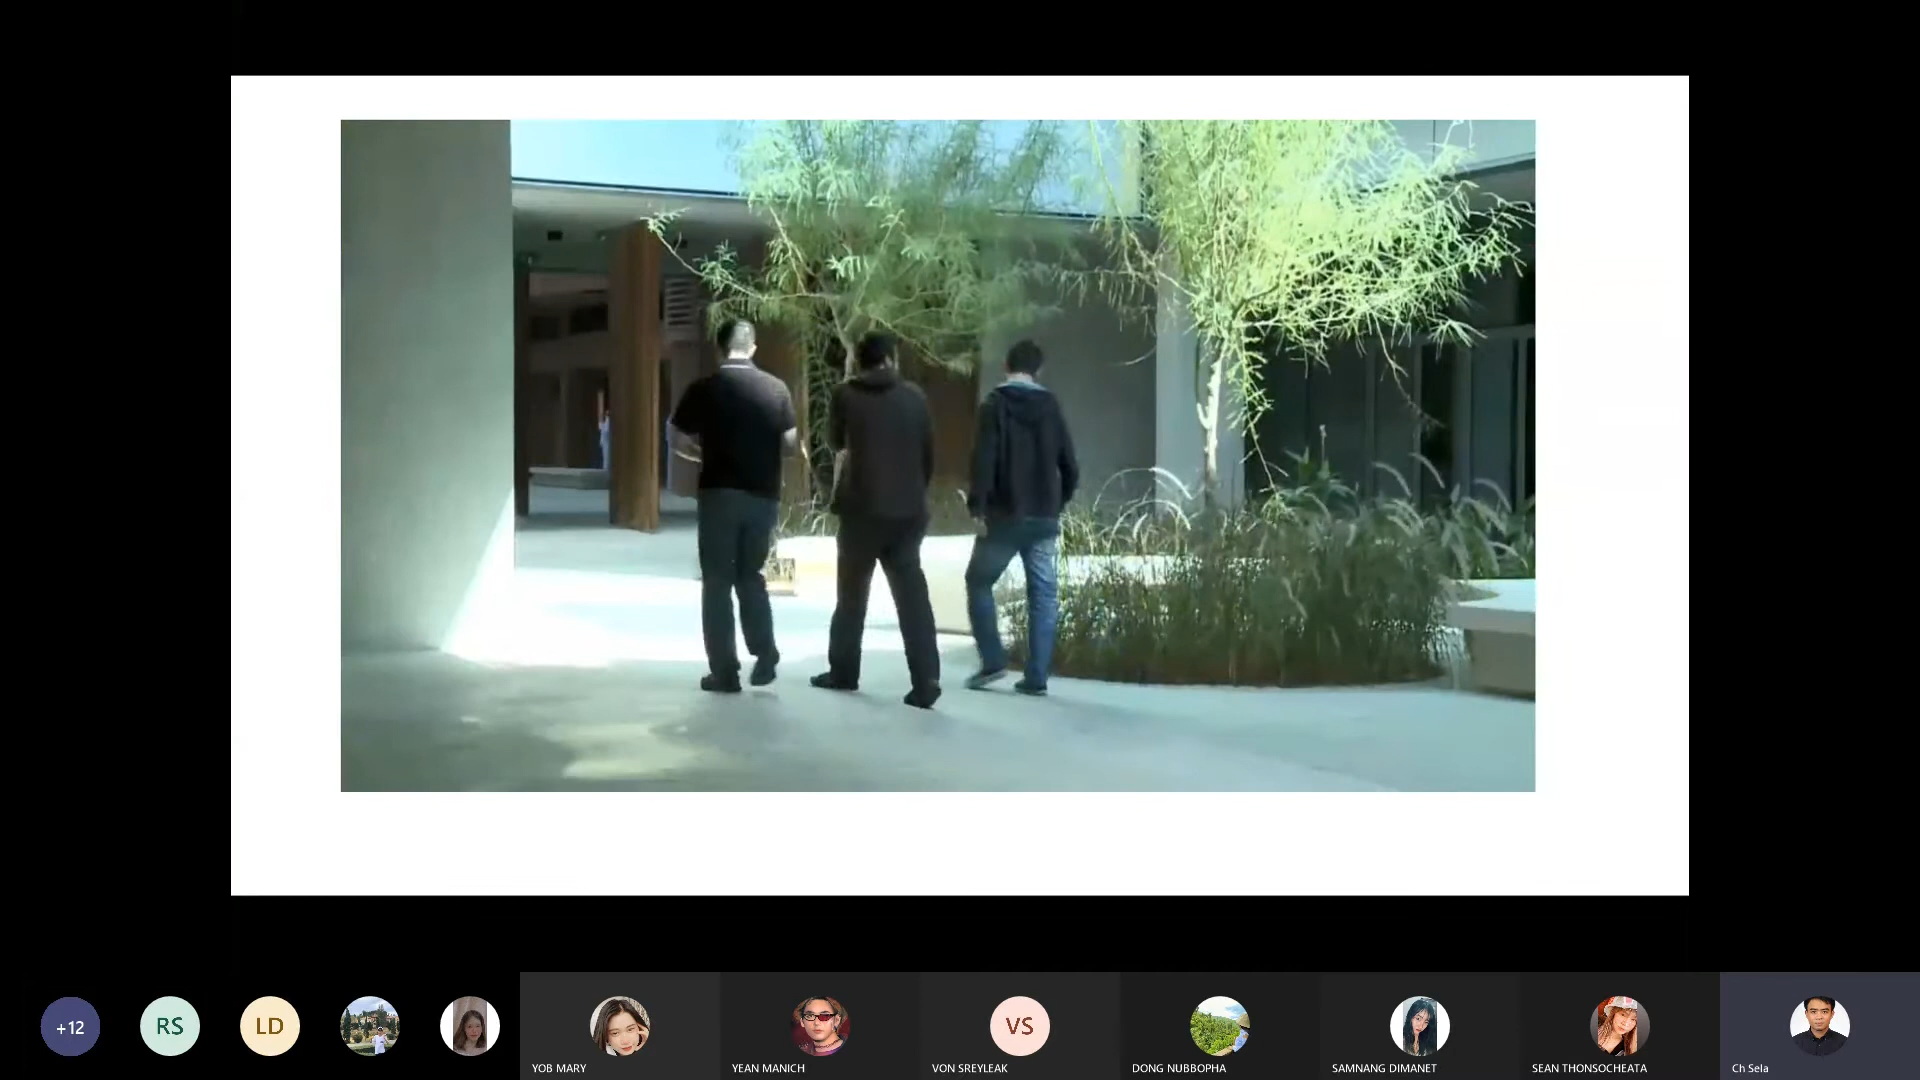 +12
RS
LD
YOB MARY
YEAN MANICH
VS
VON SREYLEAK
DONG NUBBOPHA
SAMNANG DIMANET
SEAN THONSOCHEATA
Ch Sela